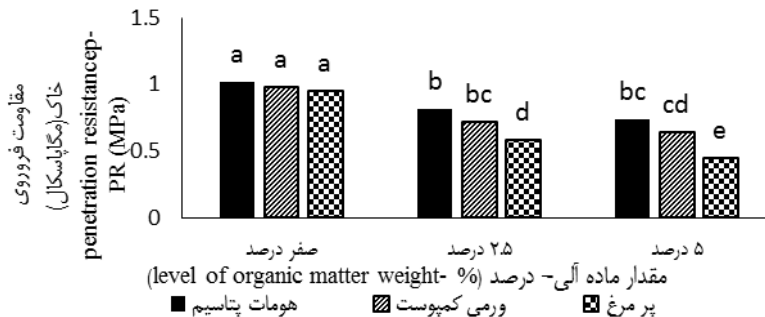 مقاومت فروروی
خاک(مگاپاسکال)
penetration resistancep-
PR (MPa)
1.5
1
0.5
0
a a a
b bc d
bc cd e
صفر درصد ۲.۵ درصد ۵ درصد
مقدار ماده آلی- درصد (level of organic matter weight- %)
هومات پتاسیم ورمی کمپوست پر مرغ